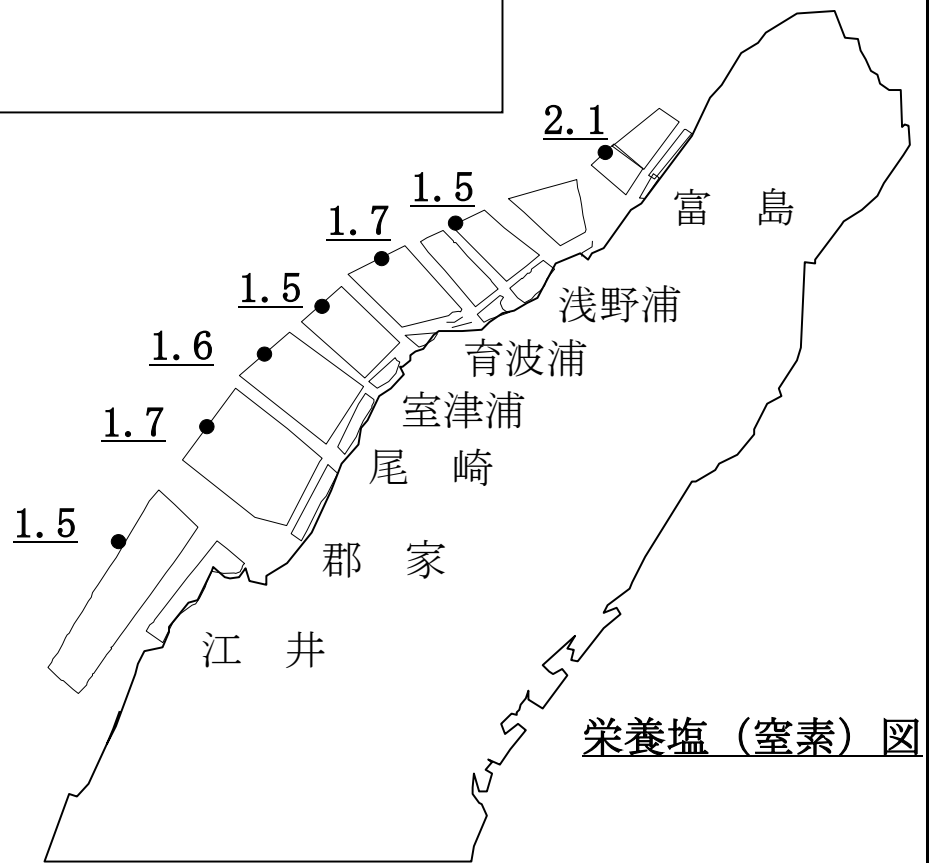 2.1
1.5
1.7
1.5
1.6
1.7
1.5
富　島
浅野浦
育波浦
室津浦
尾　崎
郡　家
江　井
栄養塩（窒素）図